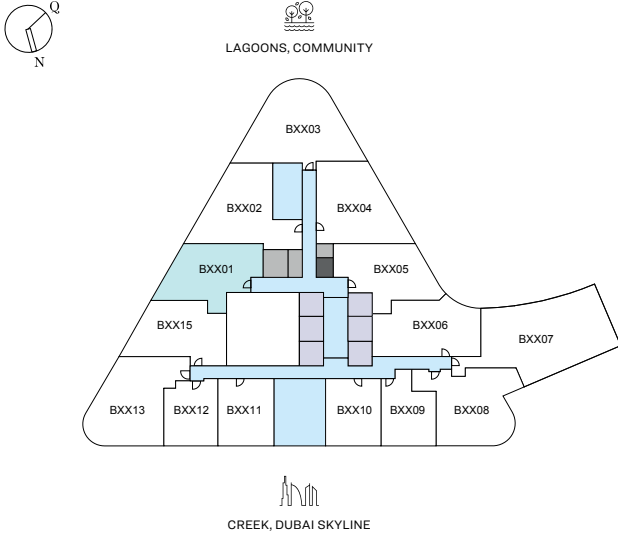 Q
N
LAGOONS, COMMUNITY
BXX03
BXX02
BXX04
BXX01
BXX05
BXX15
BXX06
BXX07
BXX13
BXX12
BXX11
BXX10
BXX09
BXX08
CREEK, DUBAI SKYLINE